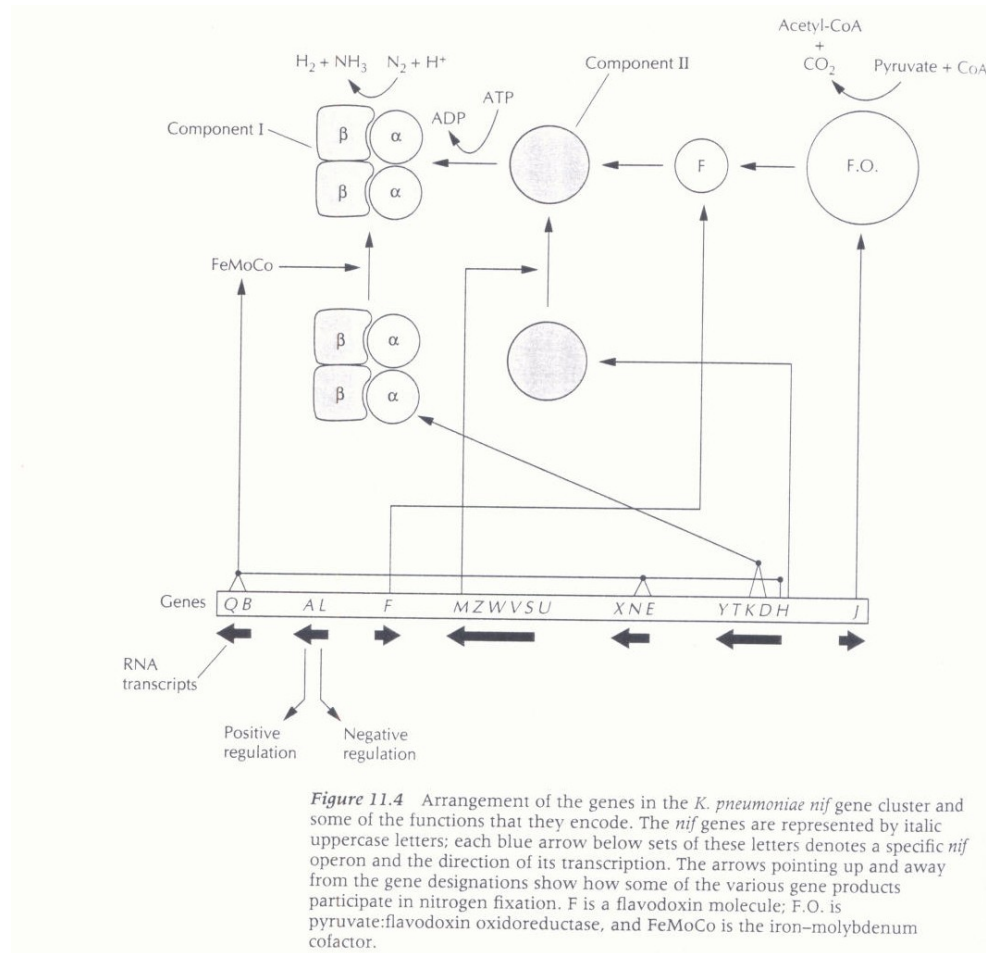 Acetyl-CoA
+
CO₂ Pyruvate + CoA
H₂ + NH₃ N₂ + H⁺
Component II
ATP
ADP
Component I
β α
β α
F
F.O.
FeMoCo
β α
β α
Genes Q B A L F M Z W V S U X N E Y T K D H J
RNA
transcripts
Positive
regulation
Negative
regulation
Figure 11.4 Arrangement of the genes in the K. pneumoniae nif gene cluster and
some of the functions that they encode. The nif genes are represented by italic
uppercase letters; each blue arrow below sets of these letters denotes a specific nif
operon and the direction of its transcription. The arrows pointing up and away
from the gene designations show how some of the various gene products
participate in nitrogen fixation. F is a flavodoxin molecule; F.O. is
pyruvate:flavodoxin oxidoreductase, and FeMoCo is the iron–molybdenum
cofactor.